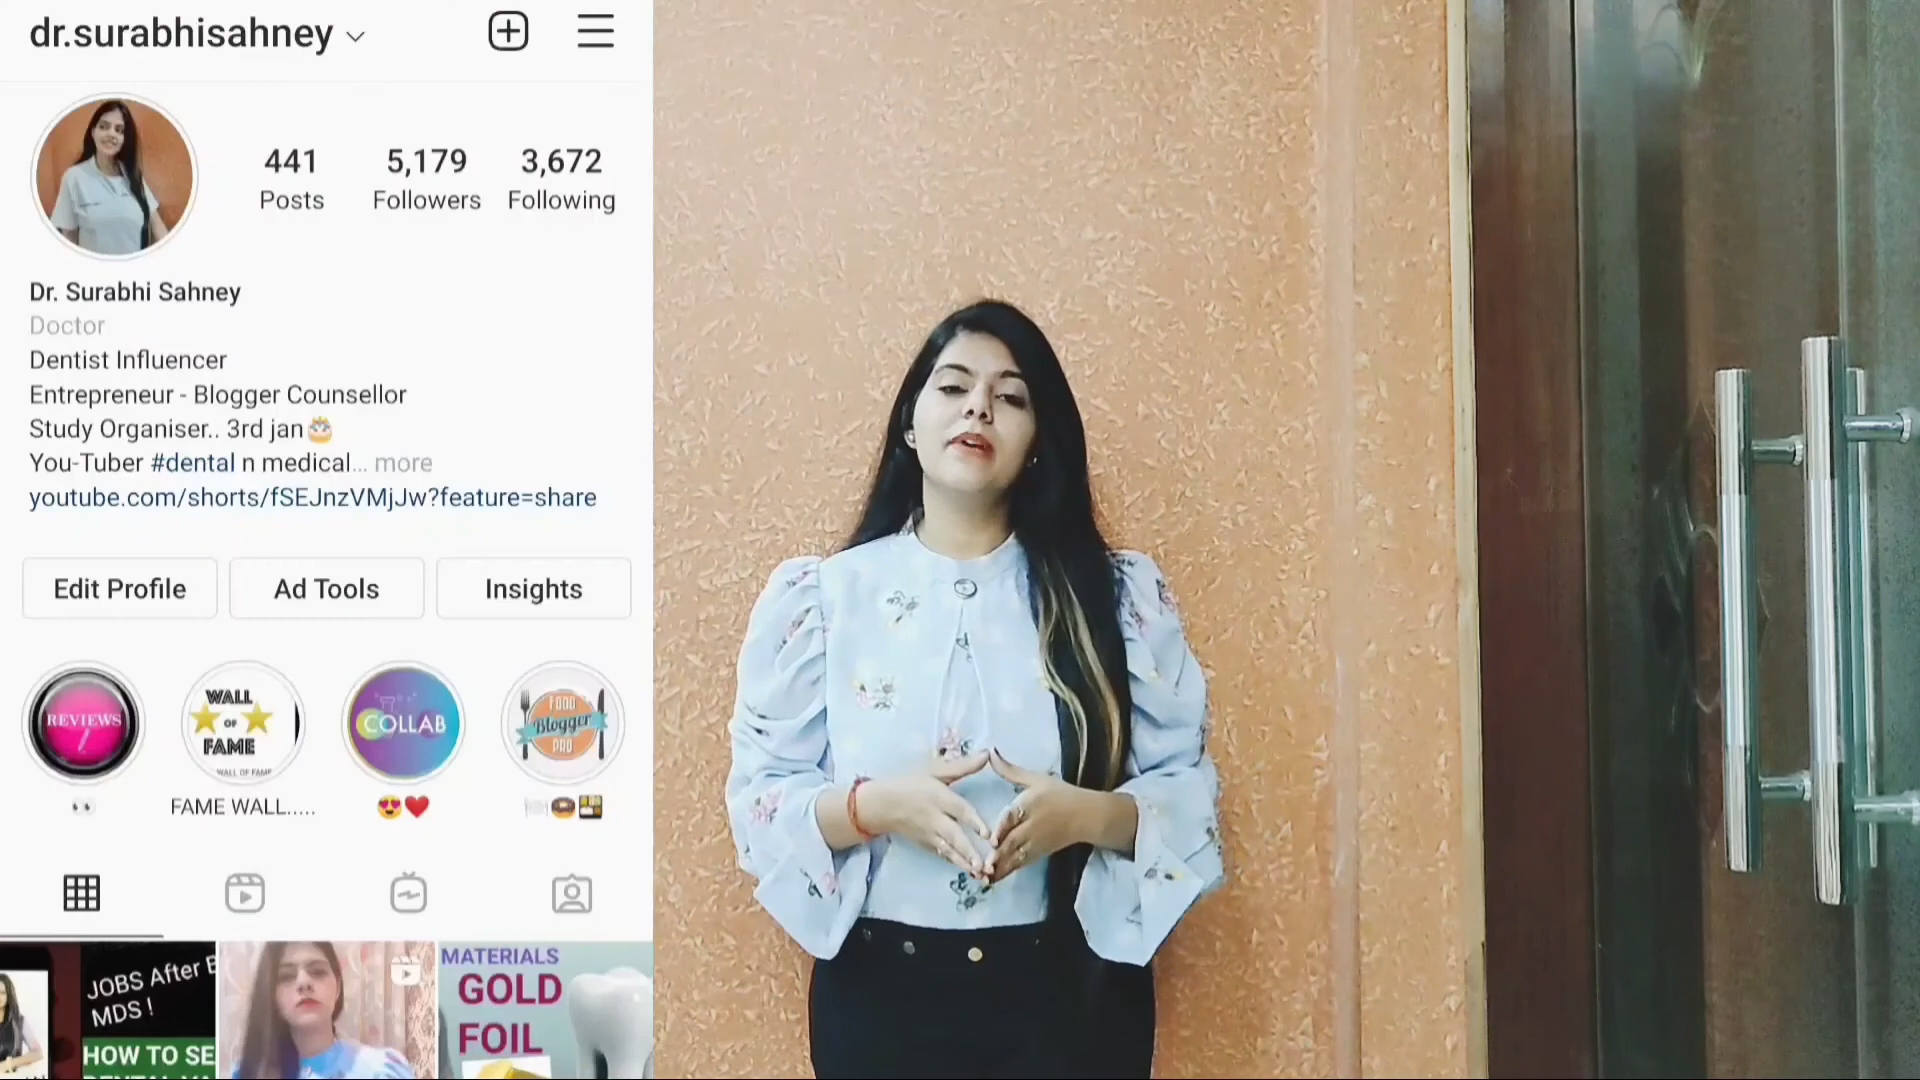 dr.surabhisahney
441
Posts
5,179
Followers
3,672
Following
Dr. Surabhi Sahney
Doctor
Dentist Influencer
Entrepreneur - Blogger Counsellor
Study Organiser.. 3rd jan🎂
You-Tuber #dental n medical... more
youtube.com/shorts/fSEJnzVMjJw?feature=share
Edit Profile
Ad Tools
Insights
REVIEWS
WALL
OF
FAME
WALL OF FAME
COLLAB
FOOD
Blogger
PRO
👀
FAME WALL.....
😍❤️
🍽🍩🍱
JOBS After
MDS !
HOW TO SE
MATERIALS
GOLD
FOIL